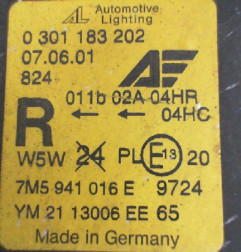 AL Automotive Lighting
0 301 183 202
07.06.01
824
011b 02A 04HR
R ← ← 04HC
W5W 24 PL E13 20
7M5 941 016 E 9724
YM 21 13006 EE 65
Made in Germany